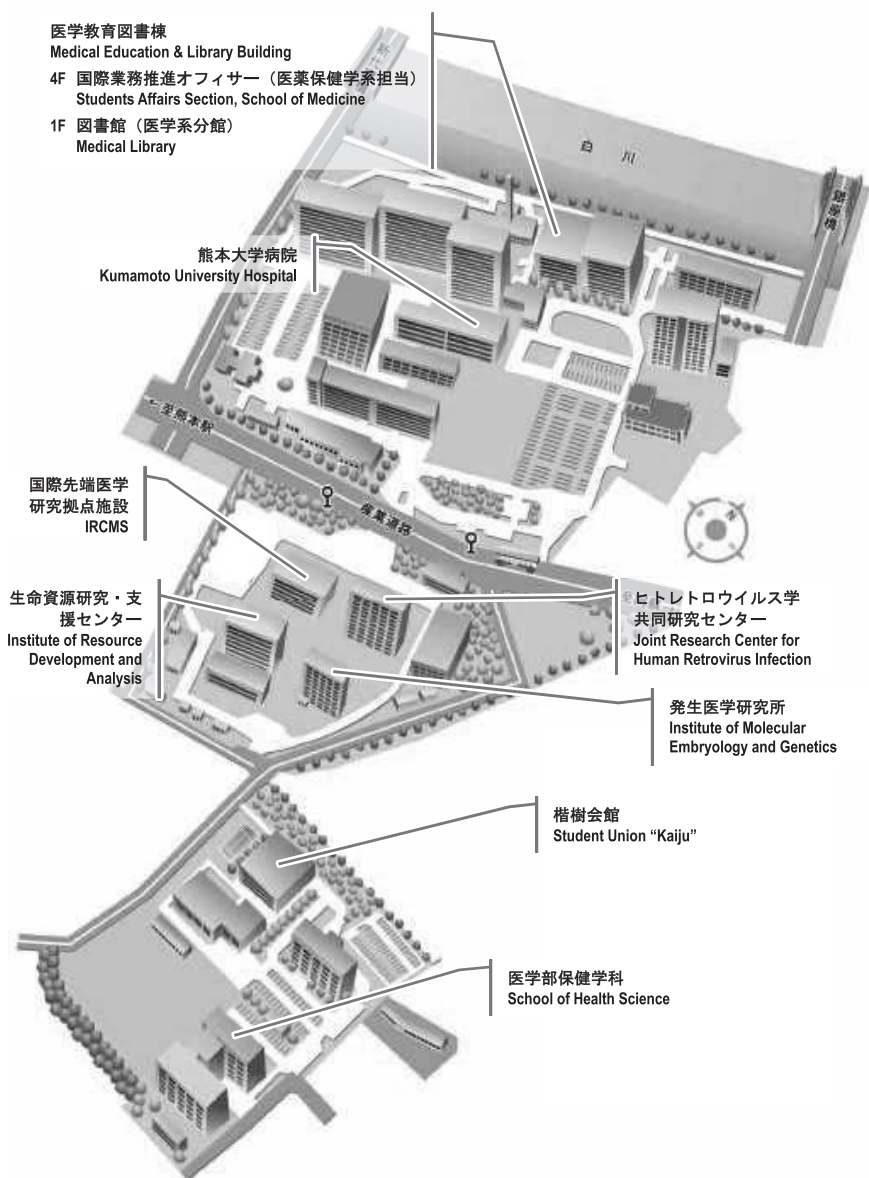 医学教育図書棟
Medical Education & Library Building
4F 国際業務推進オフィサー（医薬保健学系担当）
Students Affairs Section, School of Medicine
1F 図書館（医学系分館）
Medical Library
白川
熊本大学病院
Kumamoto University Hospital
至熊本駅
産業道路
国際先端医学
研究拠点施設
IRCMS
生命資源研究・支
援センター
Institute of Resource
Development and
Analysis
ヒトレトロウイルス学
共同研究センター
Joint Research Center for
Human Retrovirus Infection
発生医学研究所
Institute of Molecular
Embryology and Genetics
楷樹会館
Student Union “Kaiju”
医学部保健学科
School of Health Science